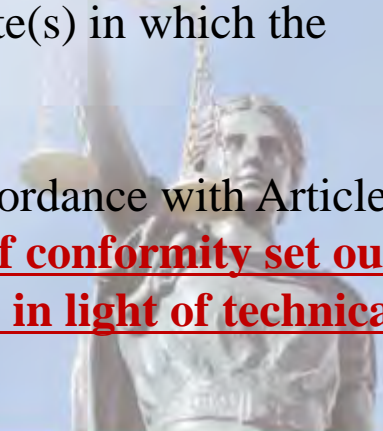 te(s) in which the
ordance with Article
f conformity set ou
in light of technica